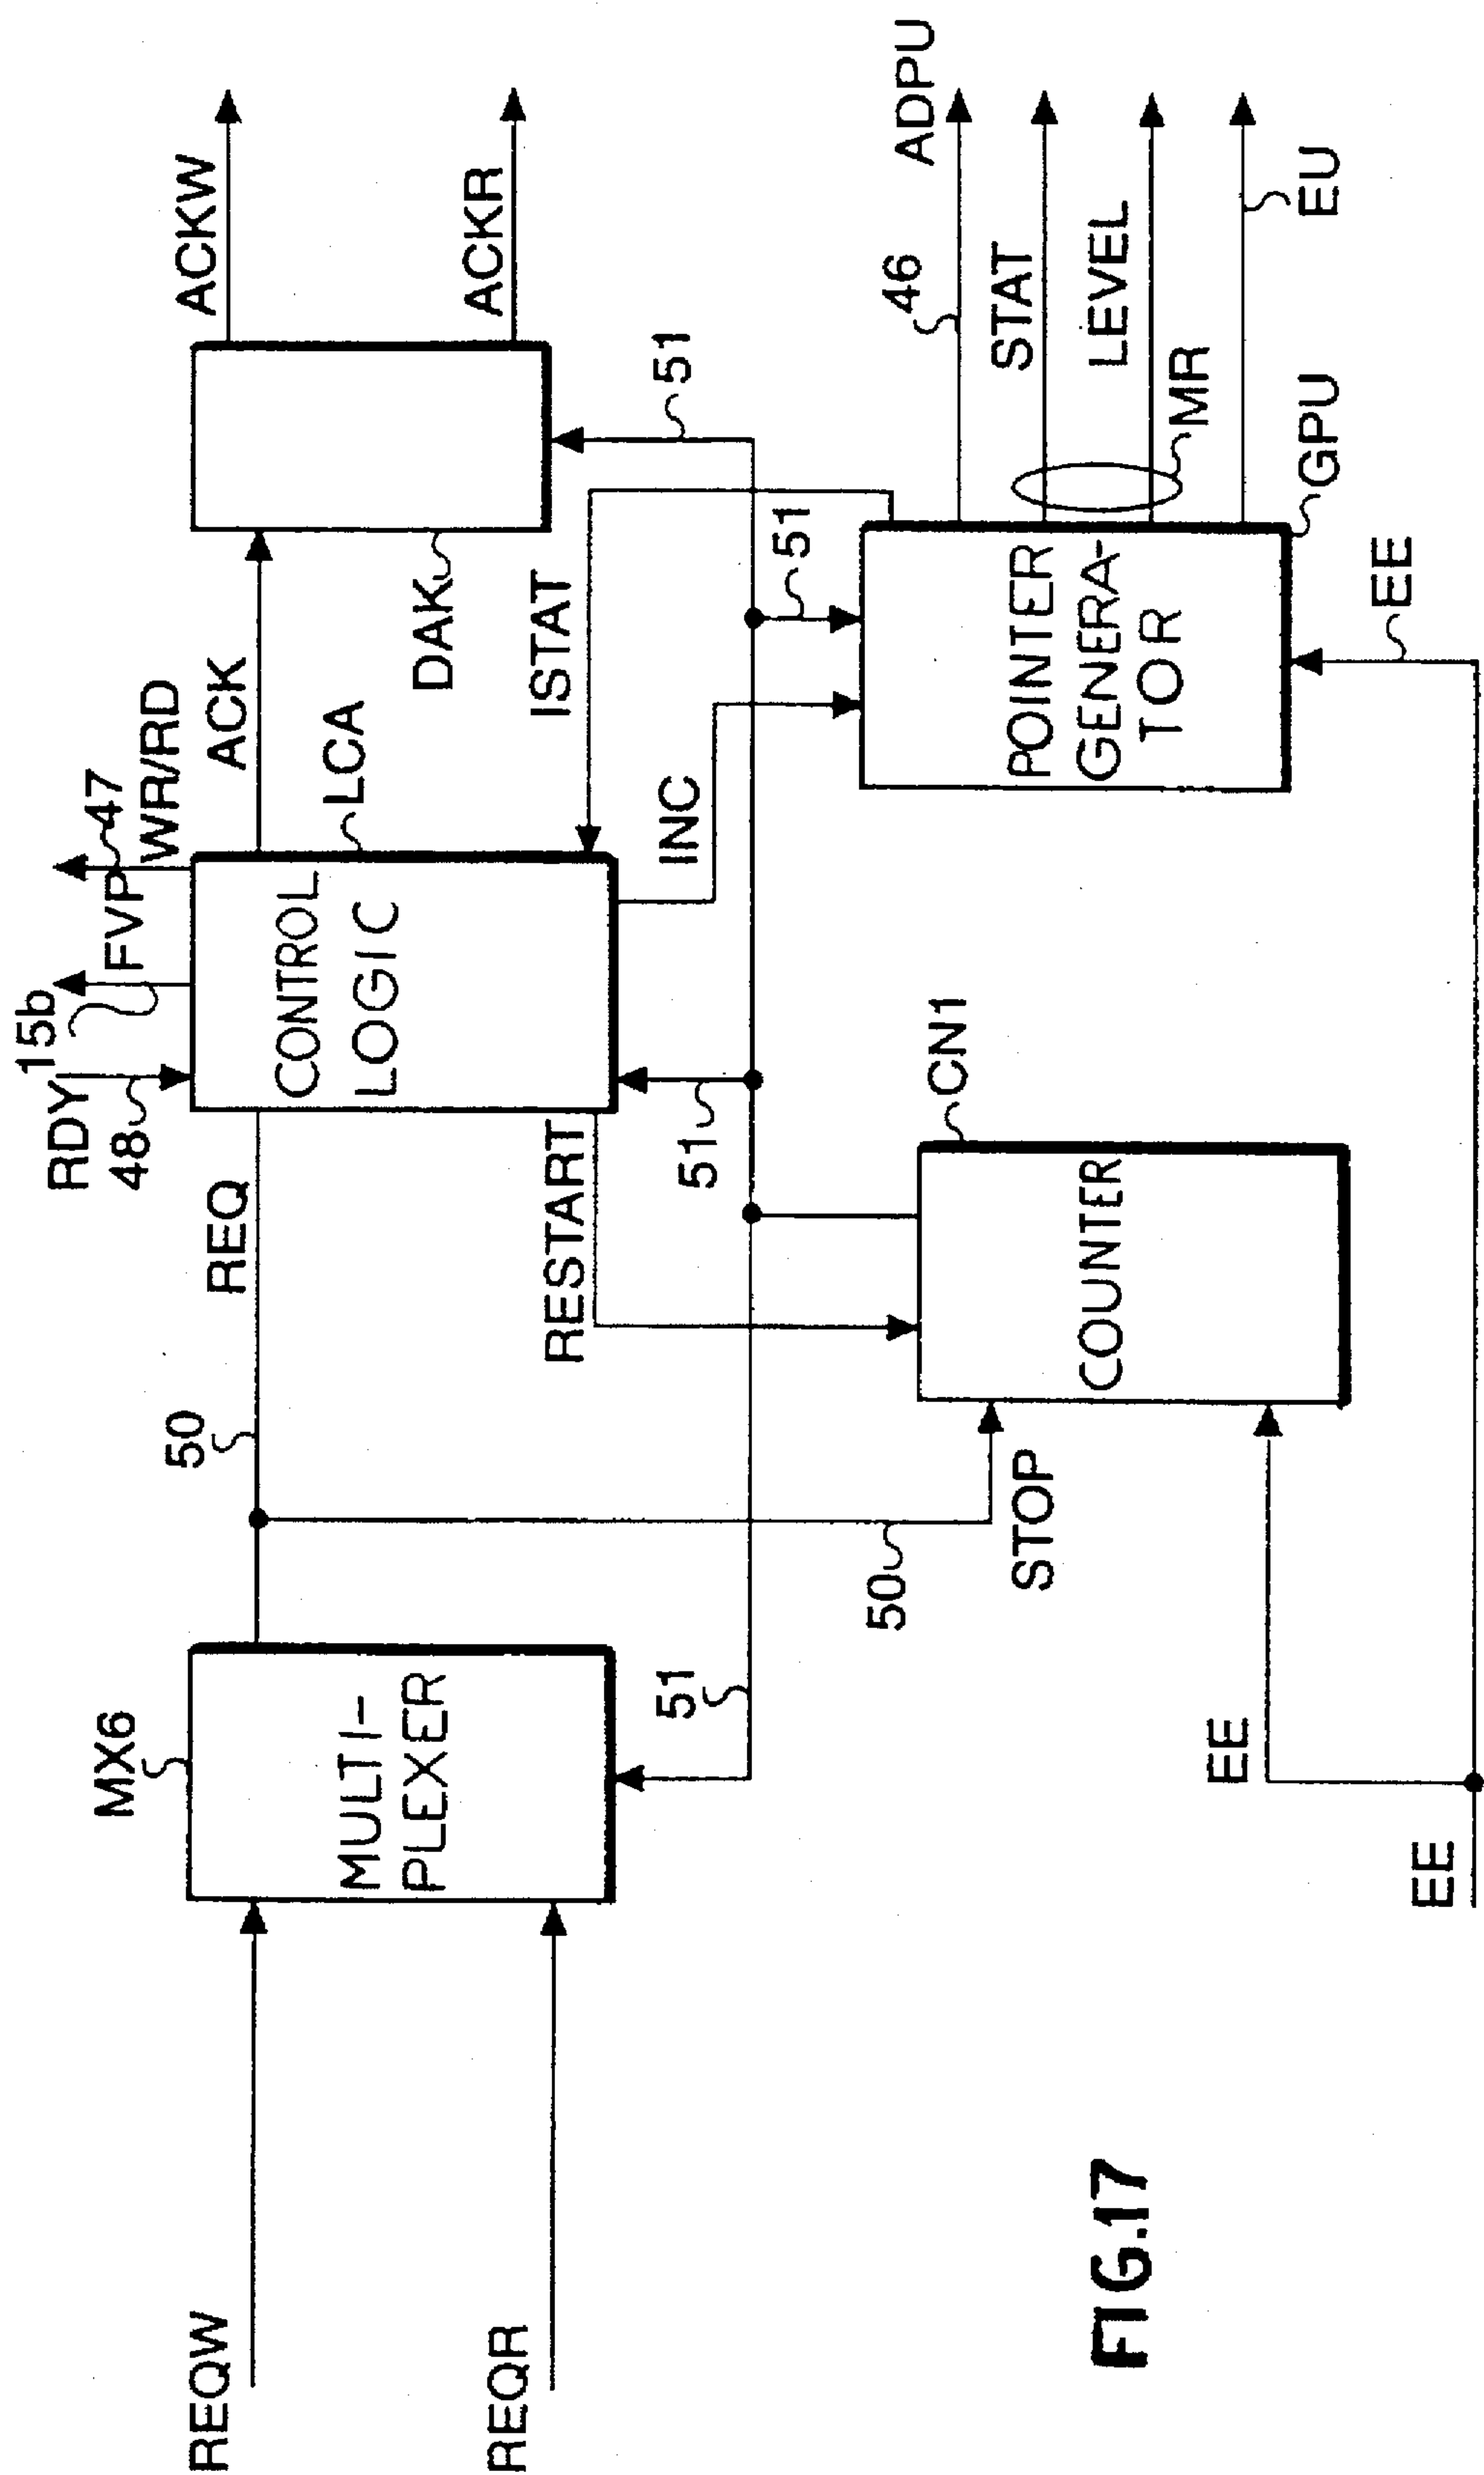 REQW
REQR
MX6
MULTI-
PLEXER
51
50
REQ
50
STOP
RDY
48
15b
FVP
47
WR/RD
CONTROL
LOGIC
LCA
RESTART
51
INC
ISTAT
ACK
DAK
ACKW
ACKR
51
51
COUNTER
CN1
EE
EE
EE
POINTER
GENERA-
TOR
GPU
46
ADPU
STAT
LEVEL
MR
EU
FIG.17